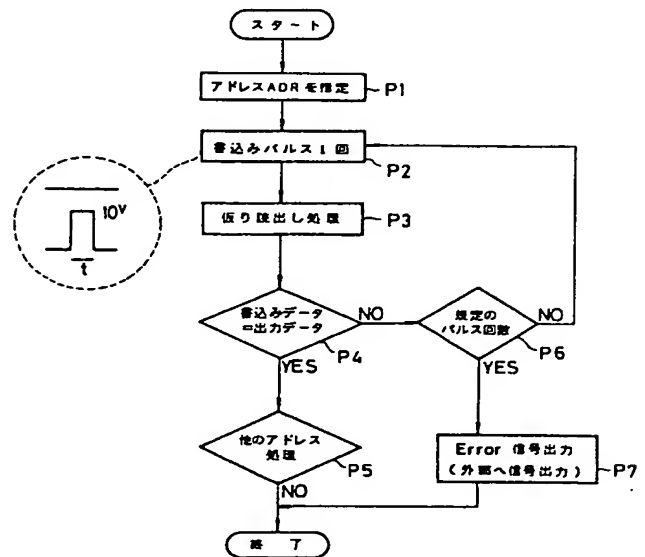 スタート
アドレスADRを指定
P1
書込みパルス1回
P2
10V
t
仮り読出し処理
P3
書込みデータ
=出力データ
NO
P4
YES
規定の
パルス回数
NO
P6
YES
他のアドレス
処理
P5
NO
Error 信号出力
(外部へ信号出力)
P7
終了